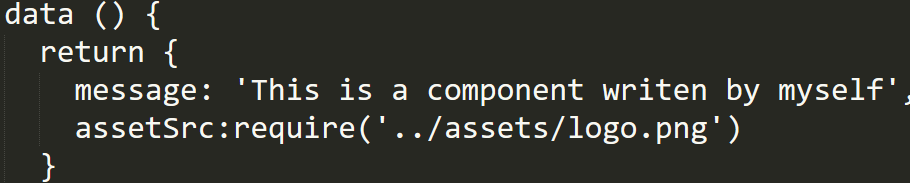 data () {
return {
message: 'This is a component writen by myself',
assetSrc:require('../assets/logo.png')
}